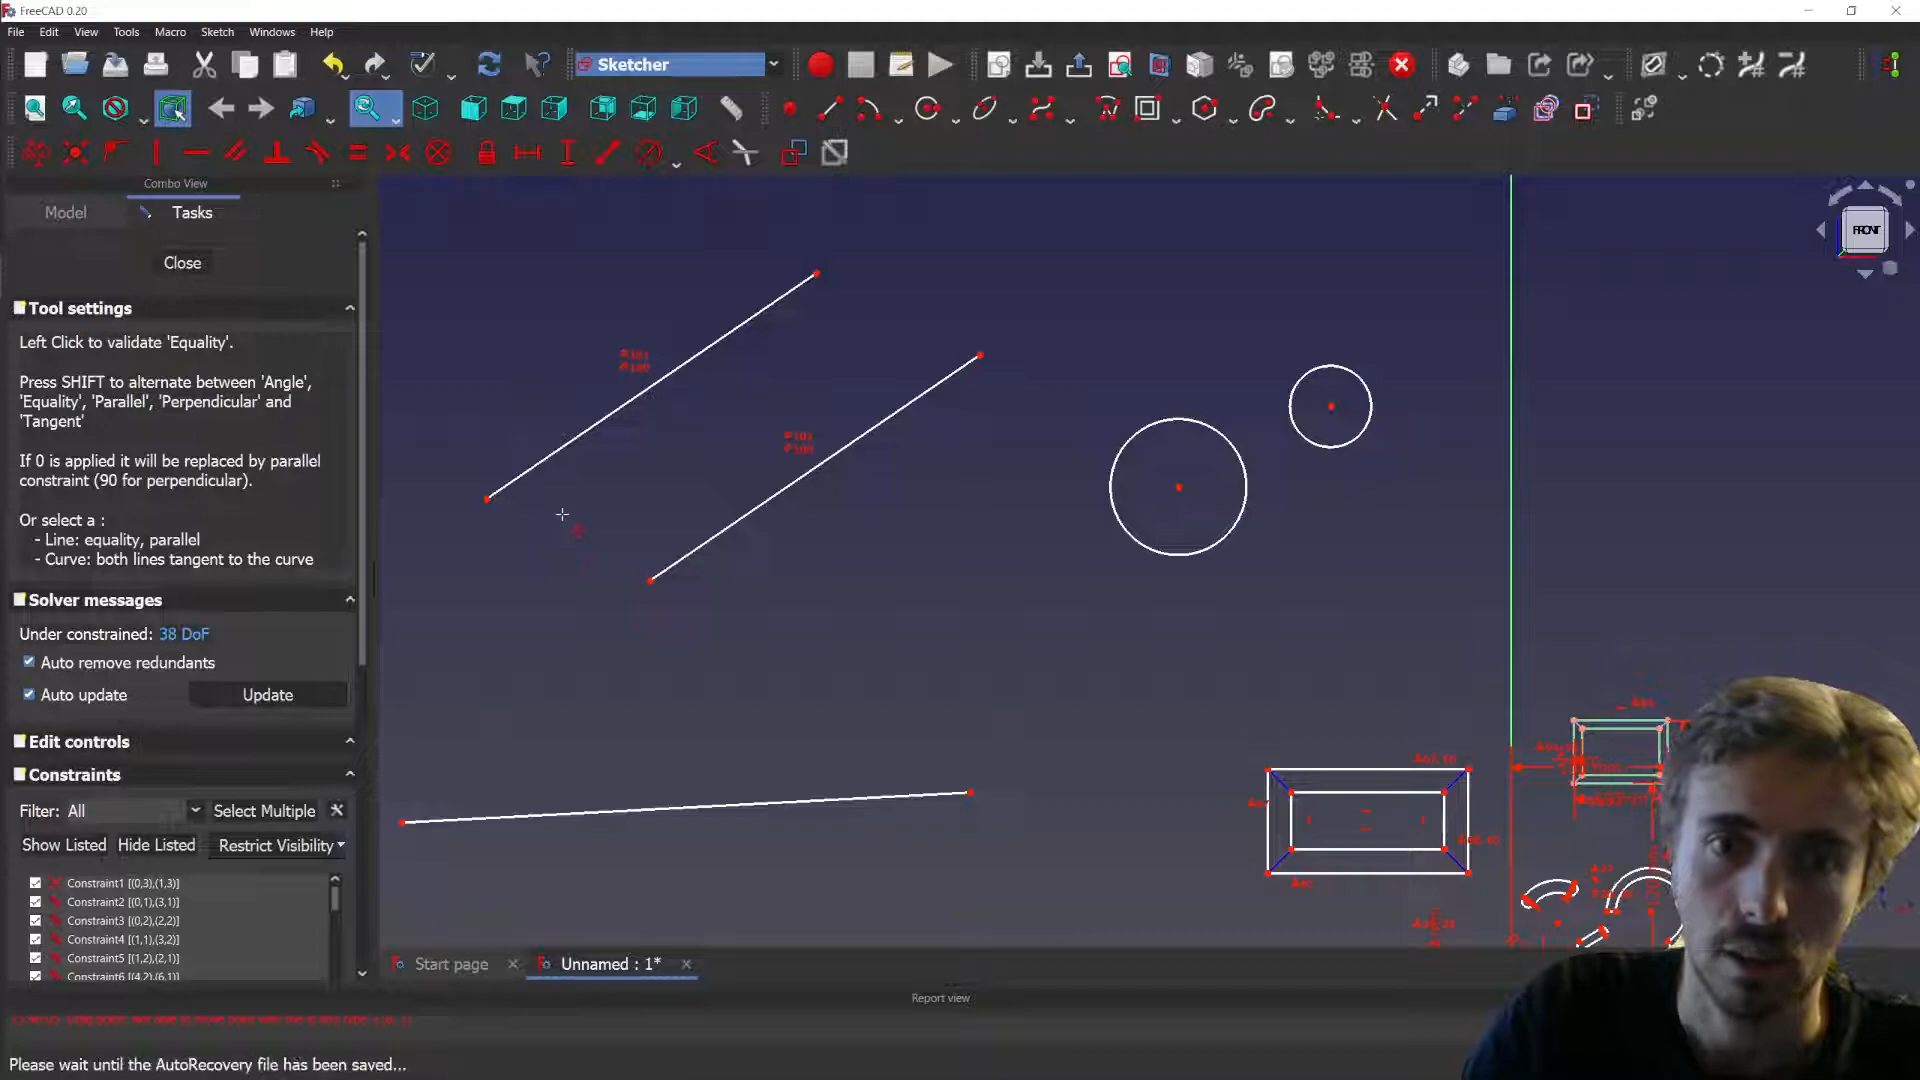 FreeCAD 0.20
File Edit View Tools Macro Sketch Windows Help
Sketcher
Combo View
Model Tasks
Close
Tool settings
Left Click to validate 'Equality'.
Press SHIFT to alternate between 'Angle',
'Equality', 'Parallel', 'Perpendicular' and
'Tangent'
If 0 is applied it will be replaced by parallel
constraint (90 for perpendicular).
Or select a :
- Line: equality, parallel
- Curve: both lines tangent to the curve
Solver messages
Under constrained: 38 DoF
Auto remove redundants
Auto update Update
Edit controls
Constraints
Filter: All Select Multiple
Show Listed Hide Listed Restrict Visibility
Constraint1 [(0,3),(1,3)]
Constraint2 [(0,1),(3,1)]
Constraint3 [(0,2),(2,2)]
Constraint4 [(1,1),(3,2)]
Constraint5 [(1,2),(2,1)]
Constraint6 [(4,2),(6,1)]
FRONT
Start page Unnamed : 1*
Report view
Please wait until the AutoRecovery file has been saved...